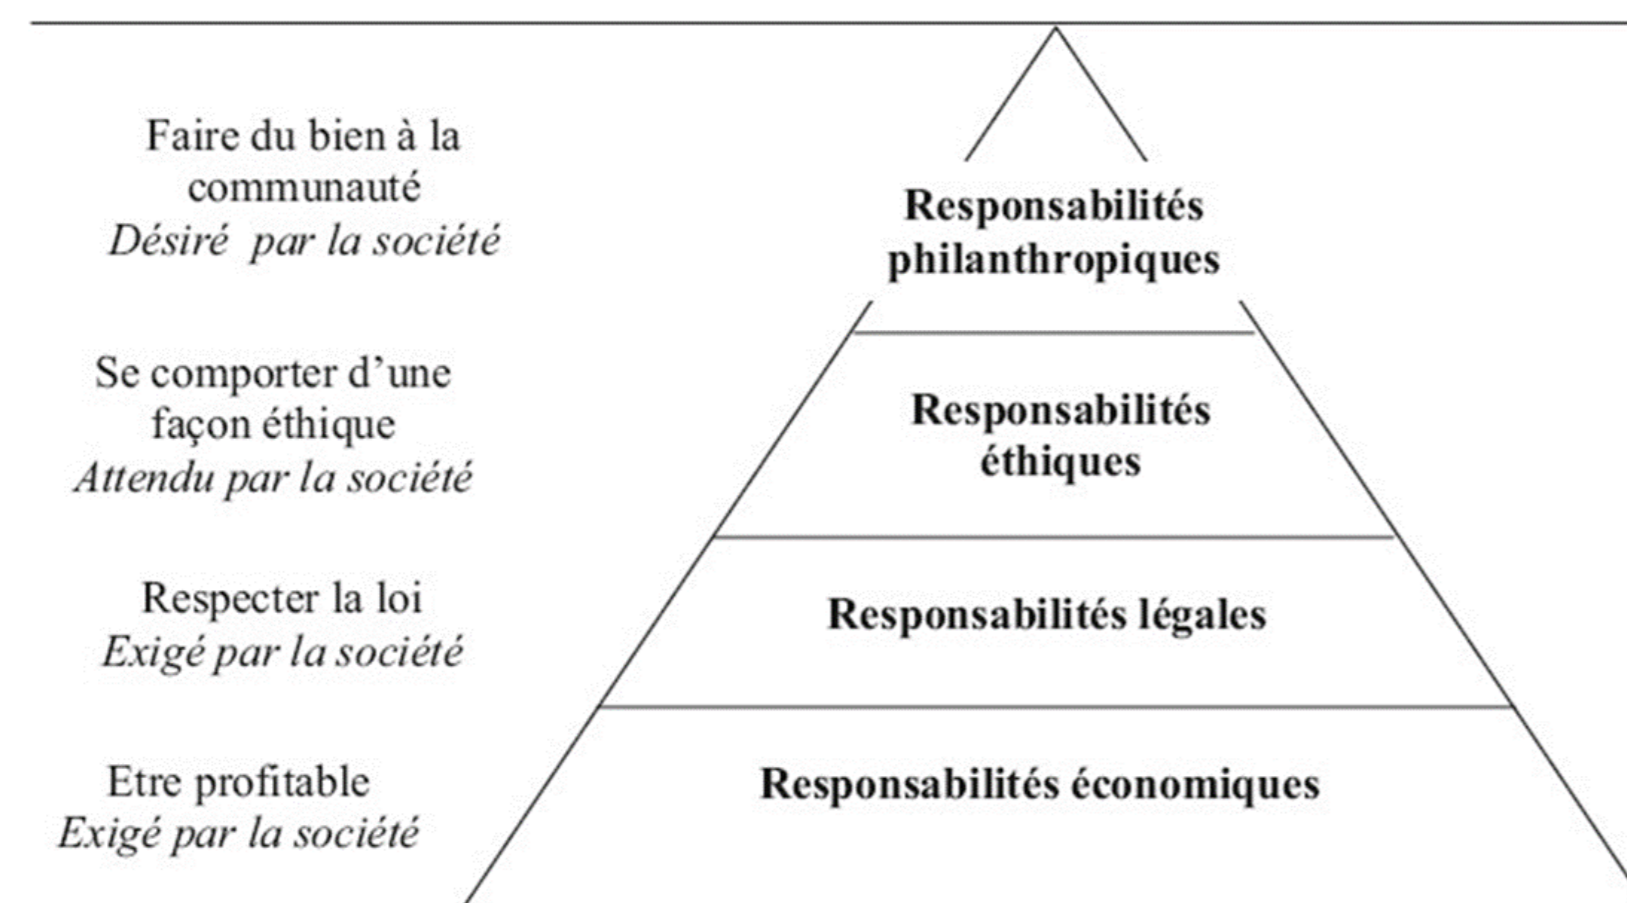 Faire du bien à la
communauté
Désiré par la société
Responsabilités
philanthropiques
Se comporter d’une
façon éthique
Attendu par la société
Responsabilités
éthiques
Respecter la loi
Exigé par la société
Responsabilités légales
Etre profitable
Exigé par la société
Responsabilités économiques